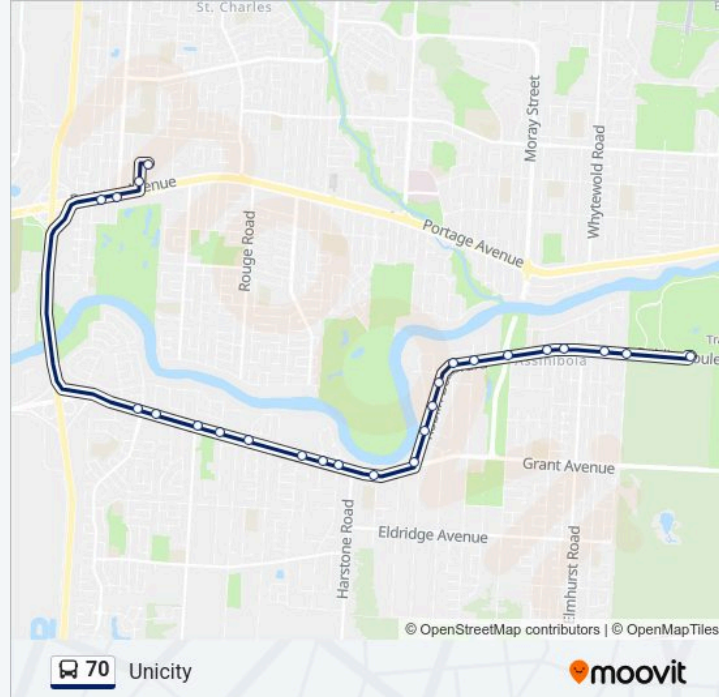 St. Charles
Moray Street
Whytewold Road
Avenue
Rouge Road
Portage Avenue
Assiniboia
Grant Avenue
Harstone Road
Eldridge Avenue
Elmhurst Road
© OpenStreetMap contributors | © OpenMapTiles
70 Unicity
moovit